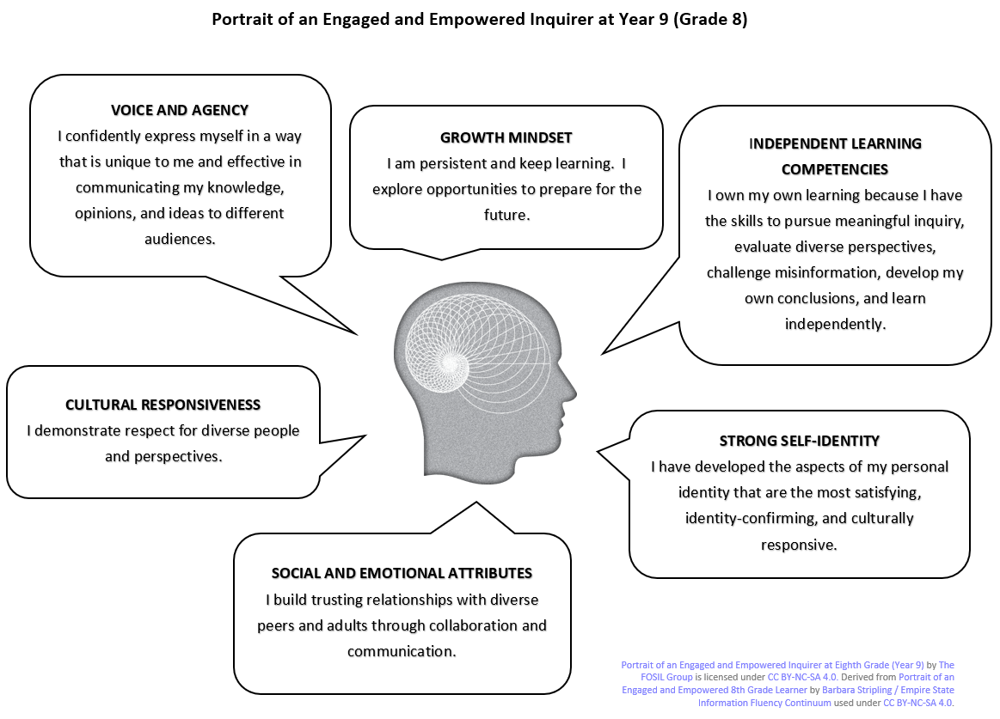 Portrait of an Engaged and Empowered Inquirer at Year 9 (Grade 8)
VOICE AND AGENCY
I confidently express myself in a way
that is unique to me and effective in
communicating my knowledge,
opinions, and ideas to different
audiences.
GROWTH MINDSET
I am persistent and keep learning.  I
explore opportunities to prepare for the
future.
INDEPENDENT LEARNING
COMPETENCIES
I own my own learning because I have
the skills to pursue meaningful inquiry,
evaluate diverse perspectives,
challenge misinformation, develop my
own conclusions, and learn
independently.
CULTURAL RESPONSIVENESS
I demonstrate respect for diverse people
and perspectives.
STRONG SELF-IDENTITY
I have developed the aspects of my personal
identity that are the most satisfying,
identity-confirming, and culturally
responsive.
SOCIAL AND EMOTIONAL ATTRIBUTES
I build trusting relationships with diverse
peers and adults through collaboration and
communication.
Portrait of an Engaged and Empowered Inquirer at Eighth Grade (Year 9) by The
FOSIL Group is licensed under CC BY-NC-SA 4.0. Derived from Portrait of an
Engaged and Empowered 8th Grade Learner by Barbara Stripling / Empire State
Information Fluency Continuum used under CC BY-NC-SA 4.0.